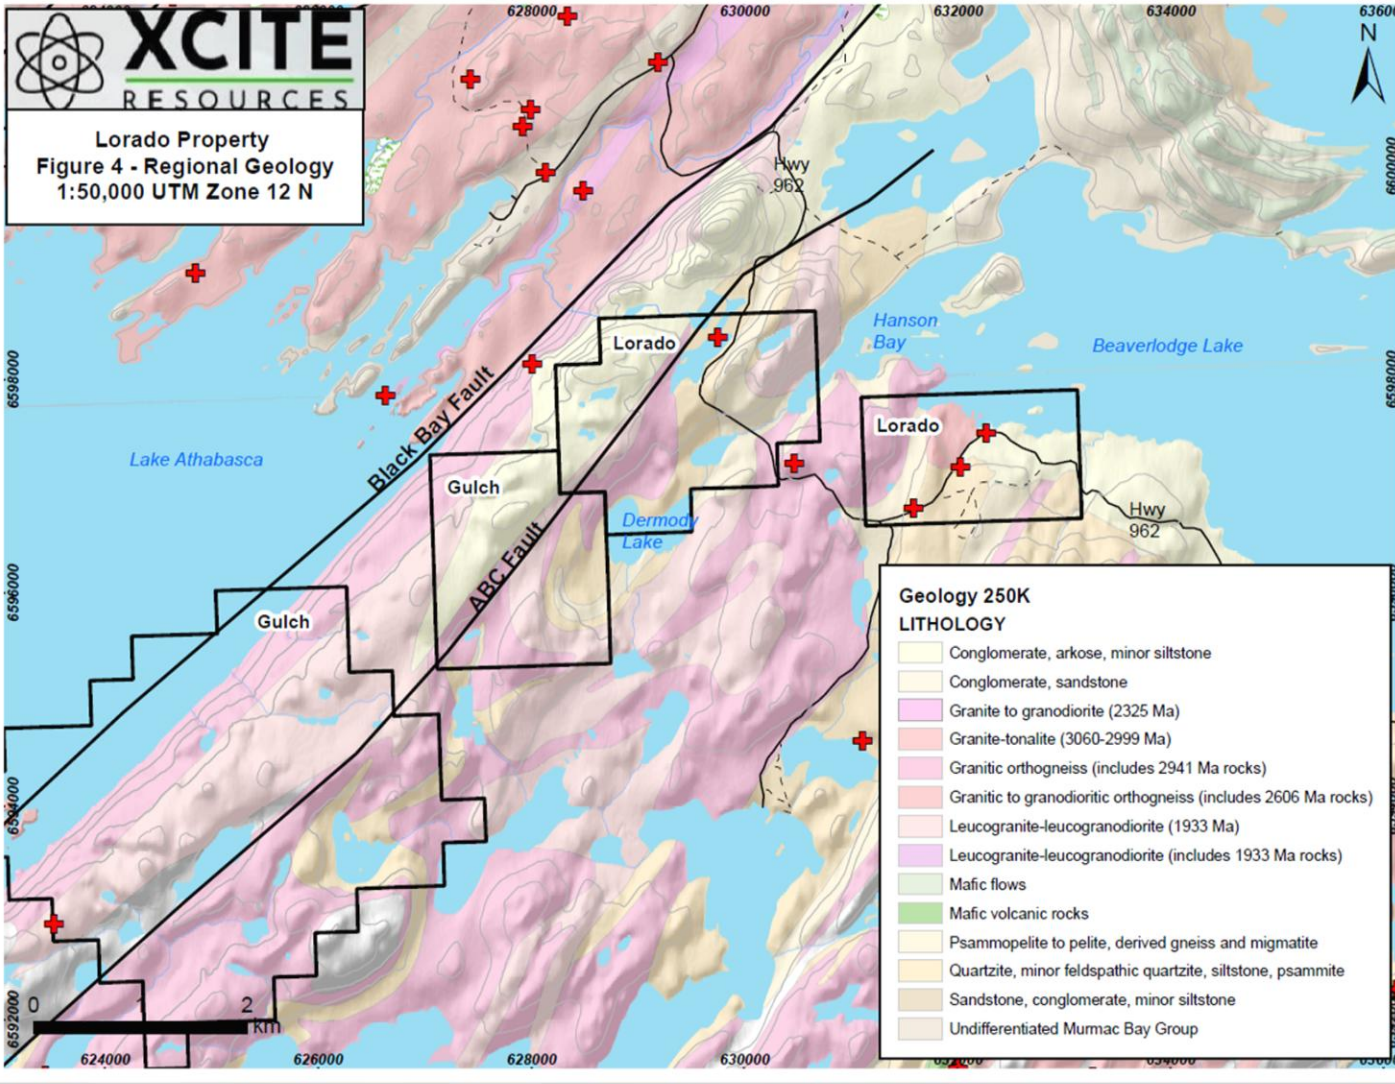 XCITE
RESOURCES
Lorado Property
Figure 4 - Regional Geology
1:50,000 UTM Zone 12 N
628000
630000
632000
634000
N
6600000
6598000
6598000
6596000
6594000
6592000
Hwy
962
Hanson
Bay
Beaverlodge Lake
Lorado
Lorado
Black Bay Fault
Lake Athabasca
Gulch
Dermody
Lake
Hwy
962
ABC Fault
Gulch
Geology 250K
LITHOLOGY
Conglomerate, arkose, minor siltstone
Conglomerate, sandstone
Granite to granodiorite (2325 Ma)
Granite-tonalite (3060-2999 Ma)
Granitic orthogneiss (includes 2941 Ma rocks)
Granitic to granodioritic orthogneiss (includes 2606 Ma rocks)
Leucogranite-leucogranodiorite (1933 Ma)
Leucogranite-leucogranodiorite (includes 1933 Ma rocks)
Mafic flows
Mafic volcanic rocks
Psammopelite to pelite, derived gneiss and migmatite
Quartzite, minor feldspathic quartzite, siltstone, psammite
Sandstone, conglomerate, minor siltstone
Undifferentiated Murmac Bay Group
0 1 2
km
624000
626000
628000
630000
632000
634000